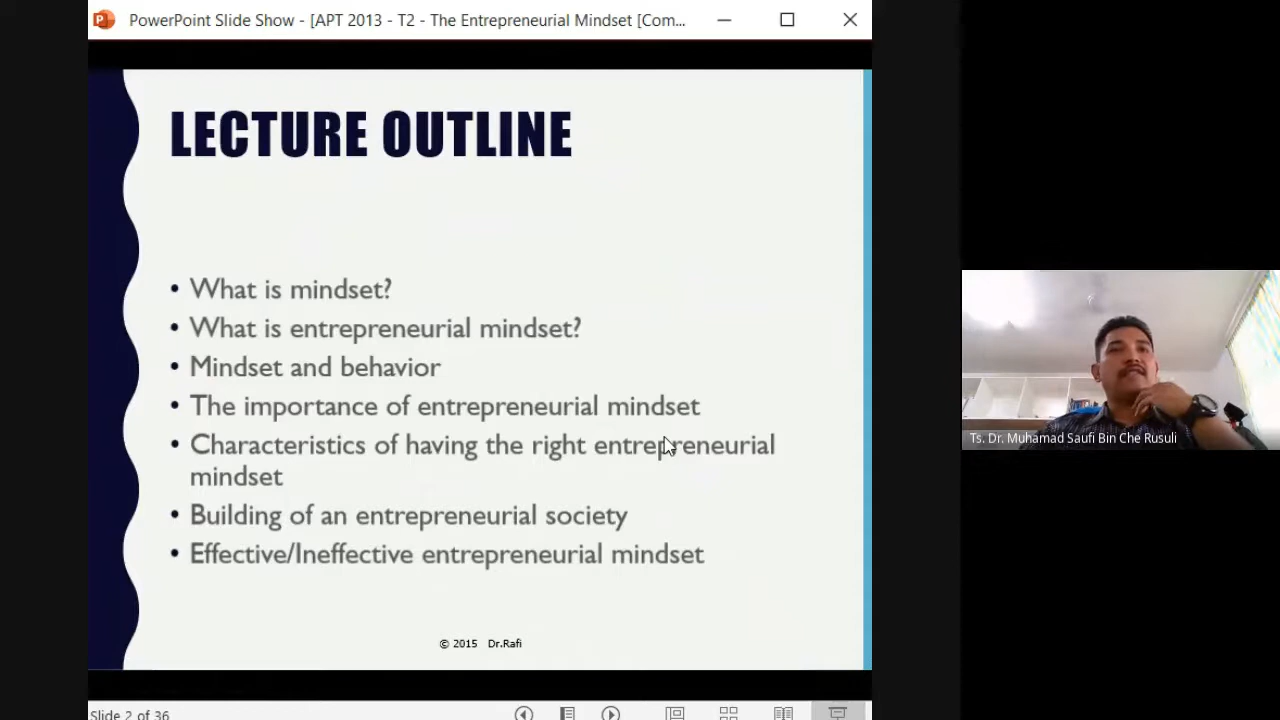 PowerPoint Slide Show - [APT 2013 - T2 - The Entrepreneurial Mindset [Com...
LECTURE OUTLINE
• What is mindset?
• What is entrepreneurial mindset?
• Mindset and behavior
• The importance of entrepreneurial mindset
• Characteristics of having the right entrepreneurial
mindset
• Building of an entrepreneurial society
• Effective/Ineffective entrepreneurial mindset
© 2015 Dr.Rafi
Slide 2 of 36
Ts. Dr. Muhamad Saufi Bin Che Rusuli